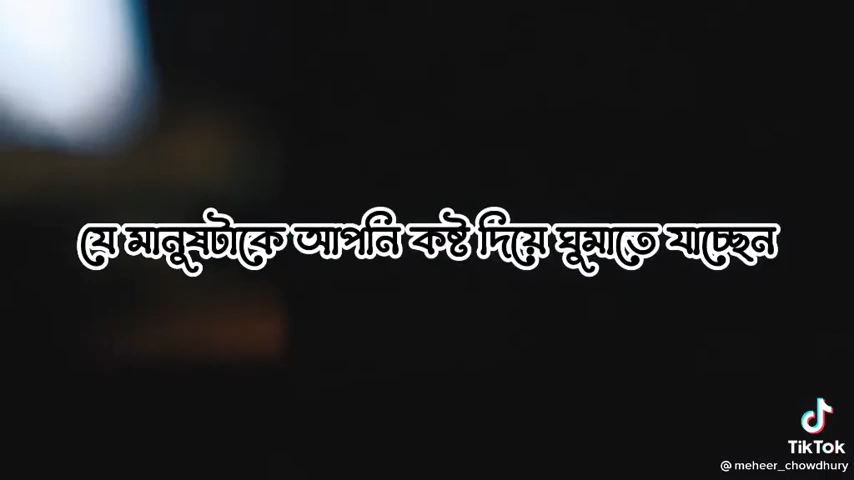 যে মানুষটাকে আপনি কষ্ট দিয়ে ঘুমাতে যাচ্ছেন
TikTok
@meheer_chowdhury